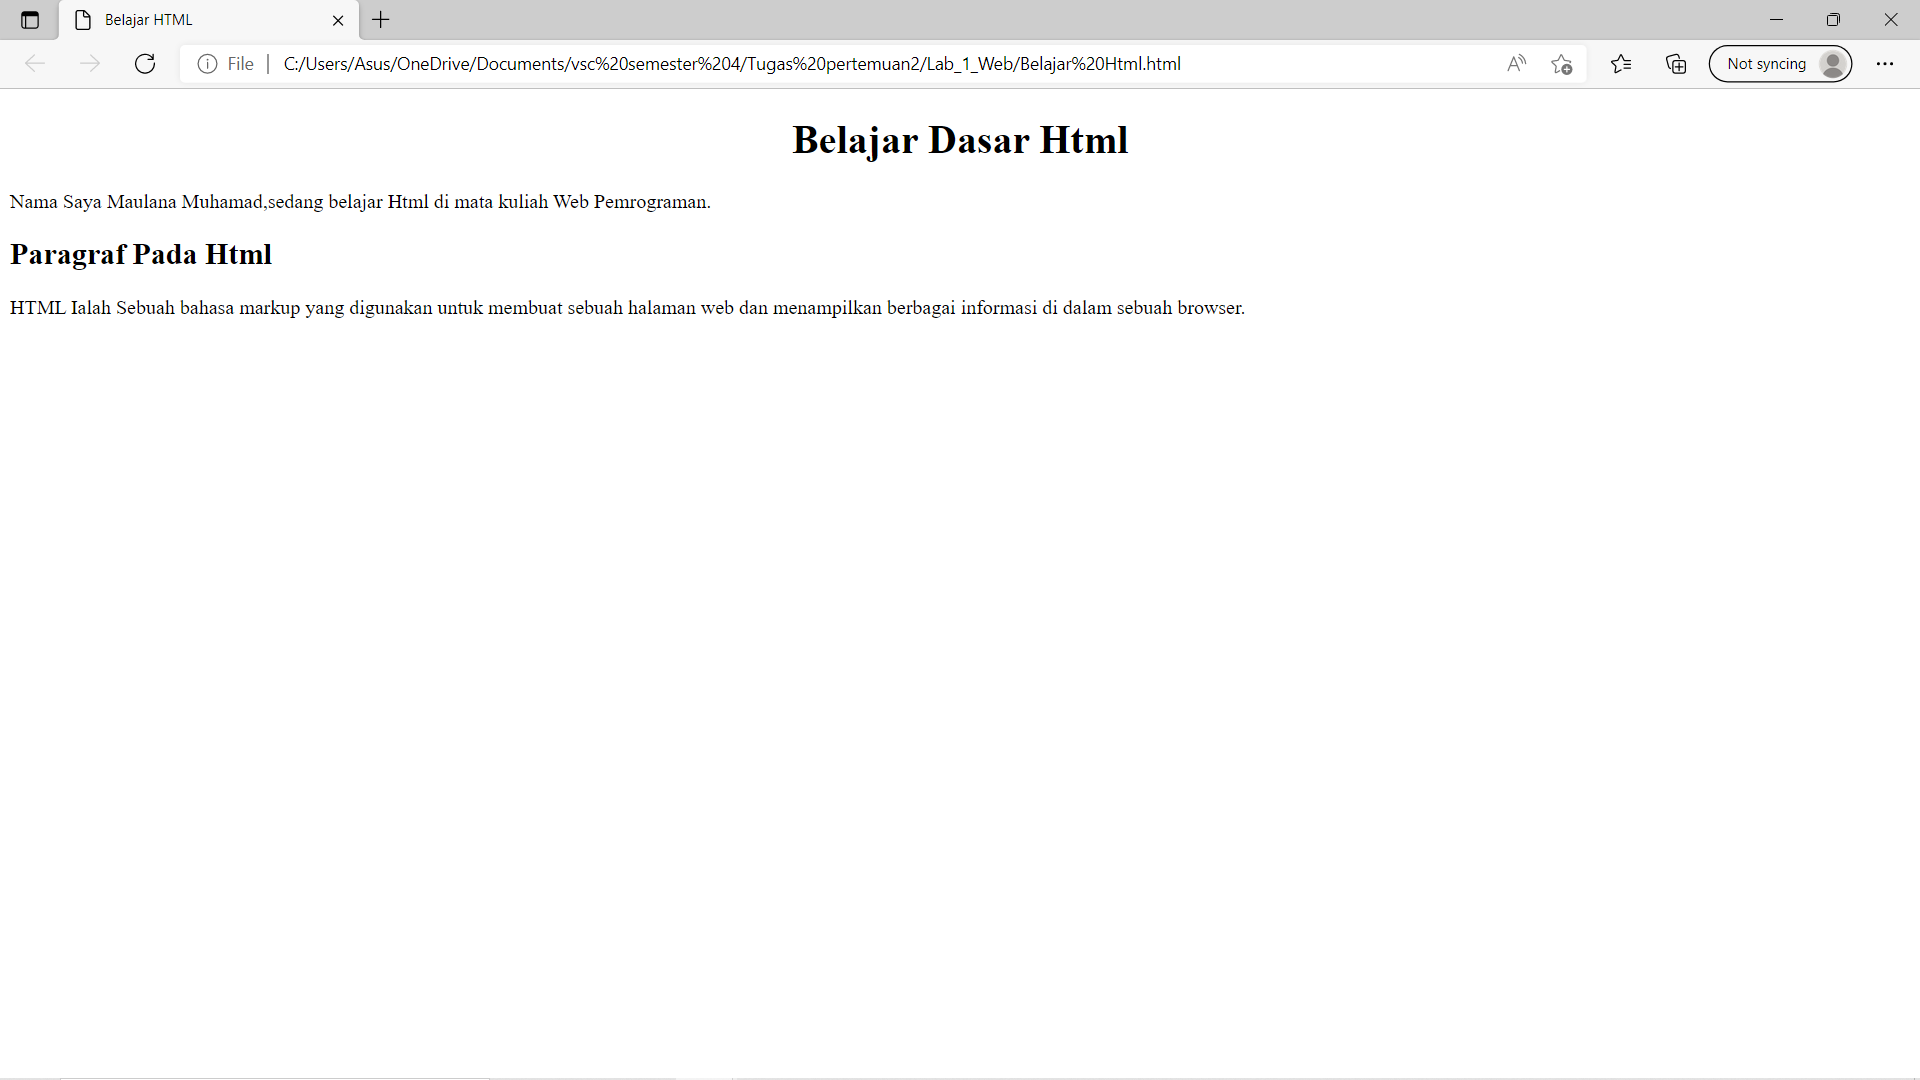 Belajar HTML
File
C:/Users/Asus/OneDrive/Documents/vsc%20semester%204/Tugas%20pertemuan2/Lab_1_Web/Belajar%20Html.html
Not syncing
Belajar Dasar Html
Nama Saya Maulana Muhamad,sedang belajar Html di mata kuliah Web Pemrograman.
Paragraf Pada Html
HTML Ialah Sebuah bahasa markup yang digunakan untuk membuat sebuah halaman web dan menampilkan berbagai informasi di dalam sebuah browser.